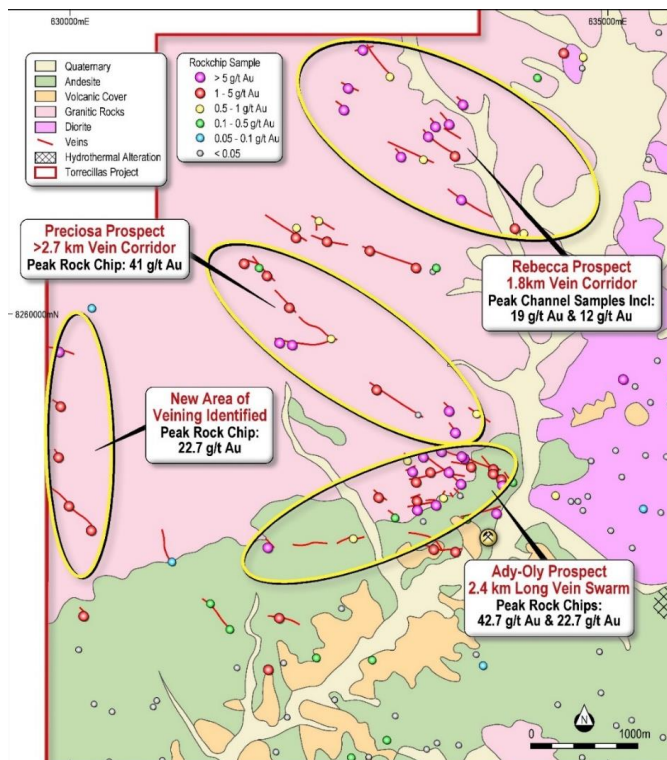 630000mE
635000mE
8260000mN
Quaternary
Andesite
Volcanic Cover
Granitic Rocks
Diorite
Veins
Hydrothermal Alteration
Torrecillas Project
Rockchip Sample
> 5 g/t Au
1 - 5 g/t Au
0.5 - 1 g/t Au
0.1 - 0.5 g/t Au
0.05 - 0.1 g/t Au
< 0.05
Preciosa Prospect
>2.7 km Vein Corridor
Peak Rock Chip: 41 g/t Au
Rebecca Prospect
1.8km Vein Corridor
Peak Channel Samples Incl:
19 g/t Au & 12 g/t Au
New Area of
Veining Identified
Peak Rock Chip:
22.7 g/t Au
Ady-Oly Prospect
2.4 km Long Vein Swarm
Peak Rock Chips:
42.7 g/t Au & 22.7 g/t Au
N
0 1000m